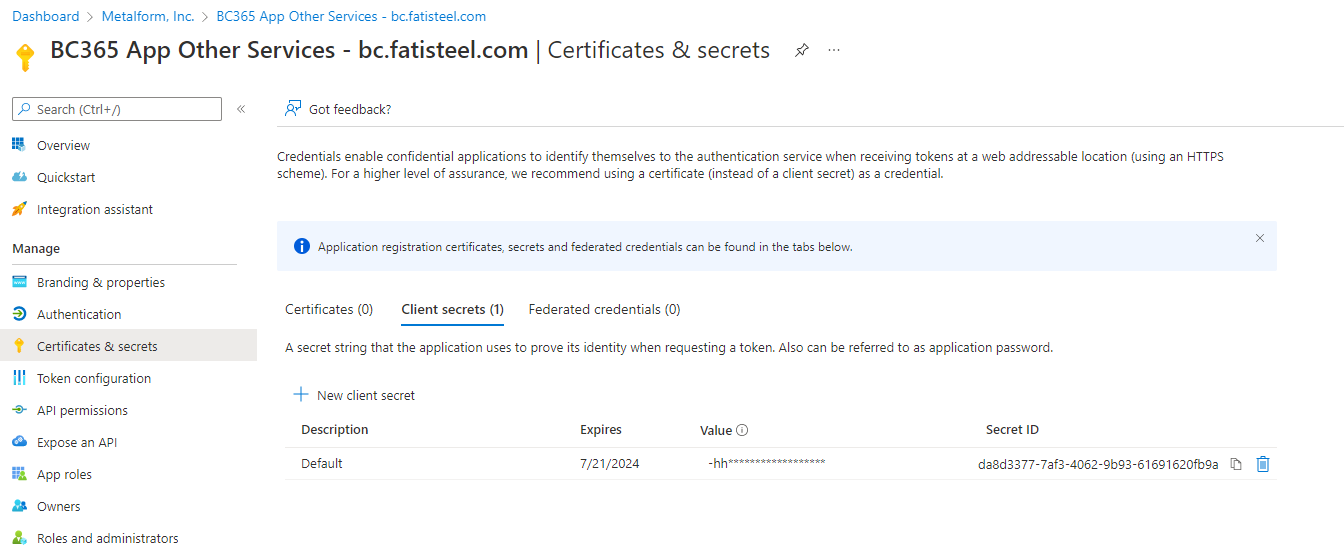 Dashboard > Metalform, Inc. > BC365 App Other Services - bc.fatisteel.com
BC365 App Other Services - bc.fatisteel.com | Certificates & secrets ...
Search (Ctrl+/) «
Overview
Quickstart
Integration assistant
Manage
Branding & properties
Authentication
Certificates & secrets
Token configuration
API permissions
Expose an API
App roles
Owners
Roles and administrators
Got feedback?
Credentials enable confidential applications to identify themselves to the authentication service when receiving tokens at a web addressable location (using an HTTPS
scheme). For a higher level of assurance, we recommend using a certificate (instead of a client secret) as a credential.
Application registration certificates, secrets and federated credentials can be found in the tabs below.
Certificates (0) Client secrets (1) Federated credentials (0)
A secret string that the application uses to prove its identity when requesting a token. Also can be referred to as application password.
New client secret
Description Expires Value Secret ID
Default 7/21/2024 -hh****************** da8d3377-7af3-4062-9b93-61691620fb9a